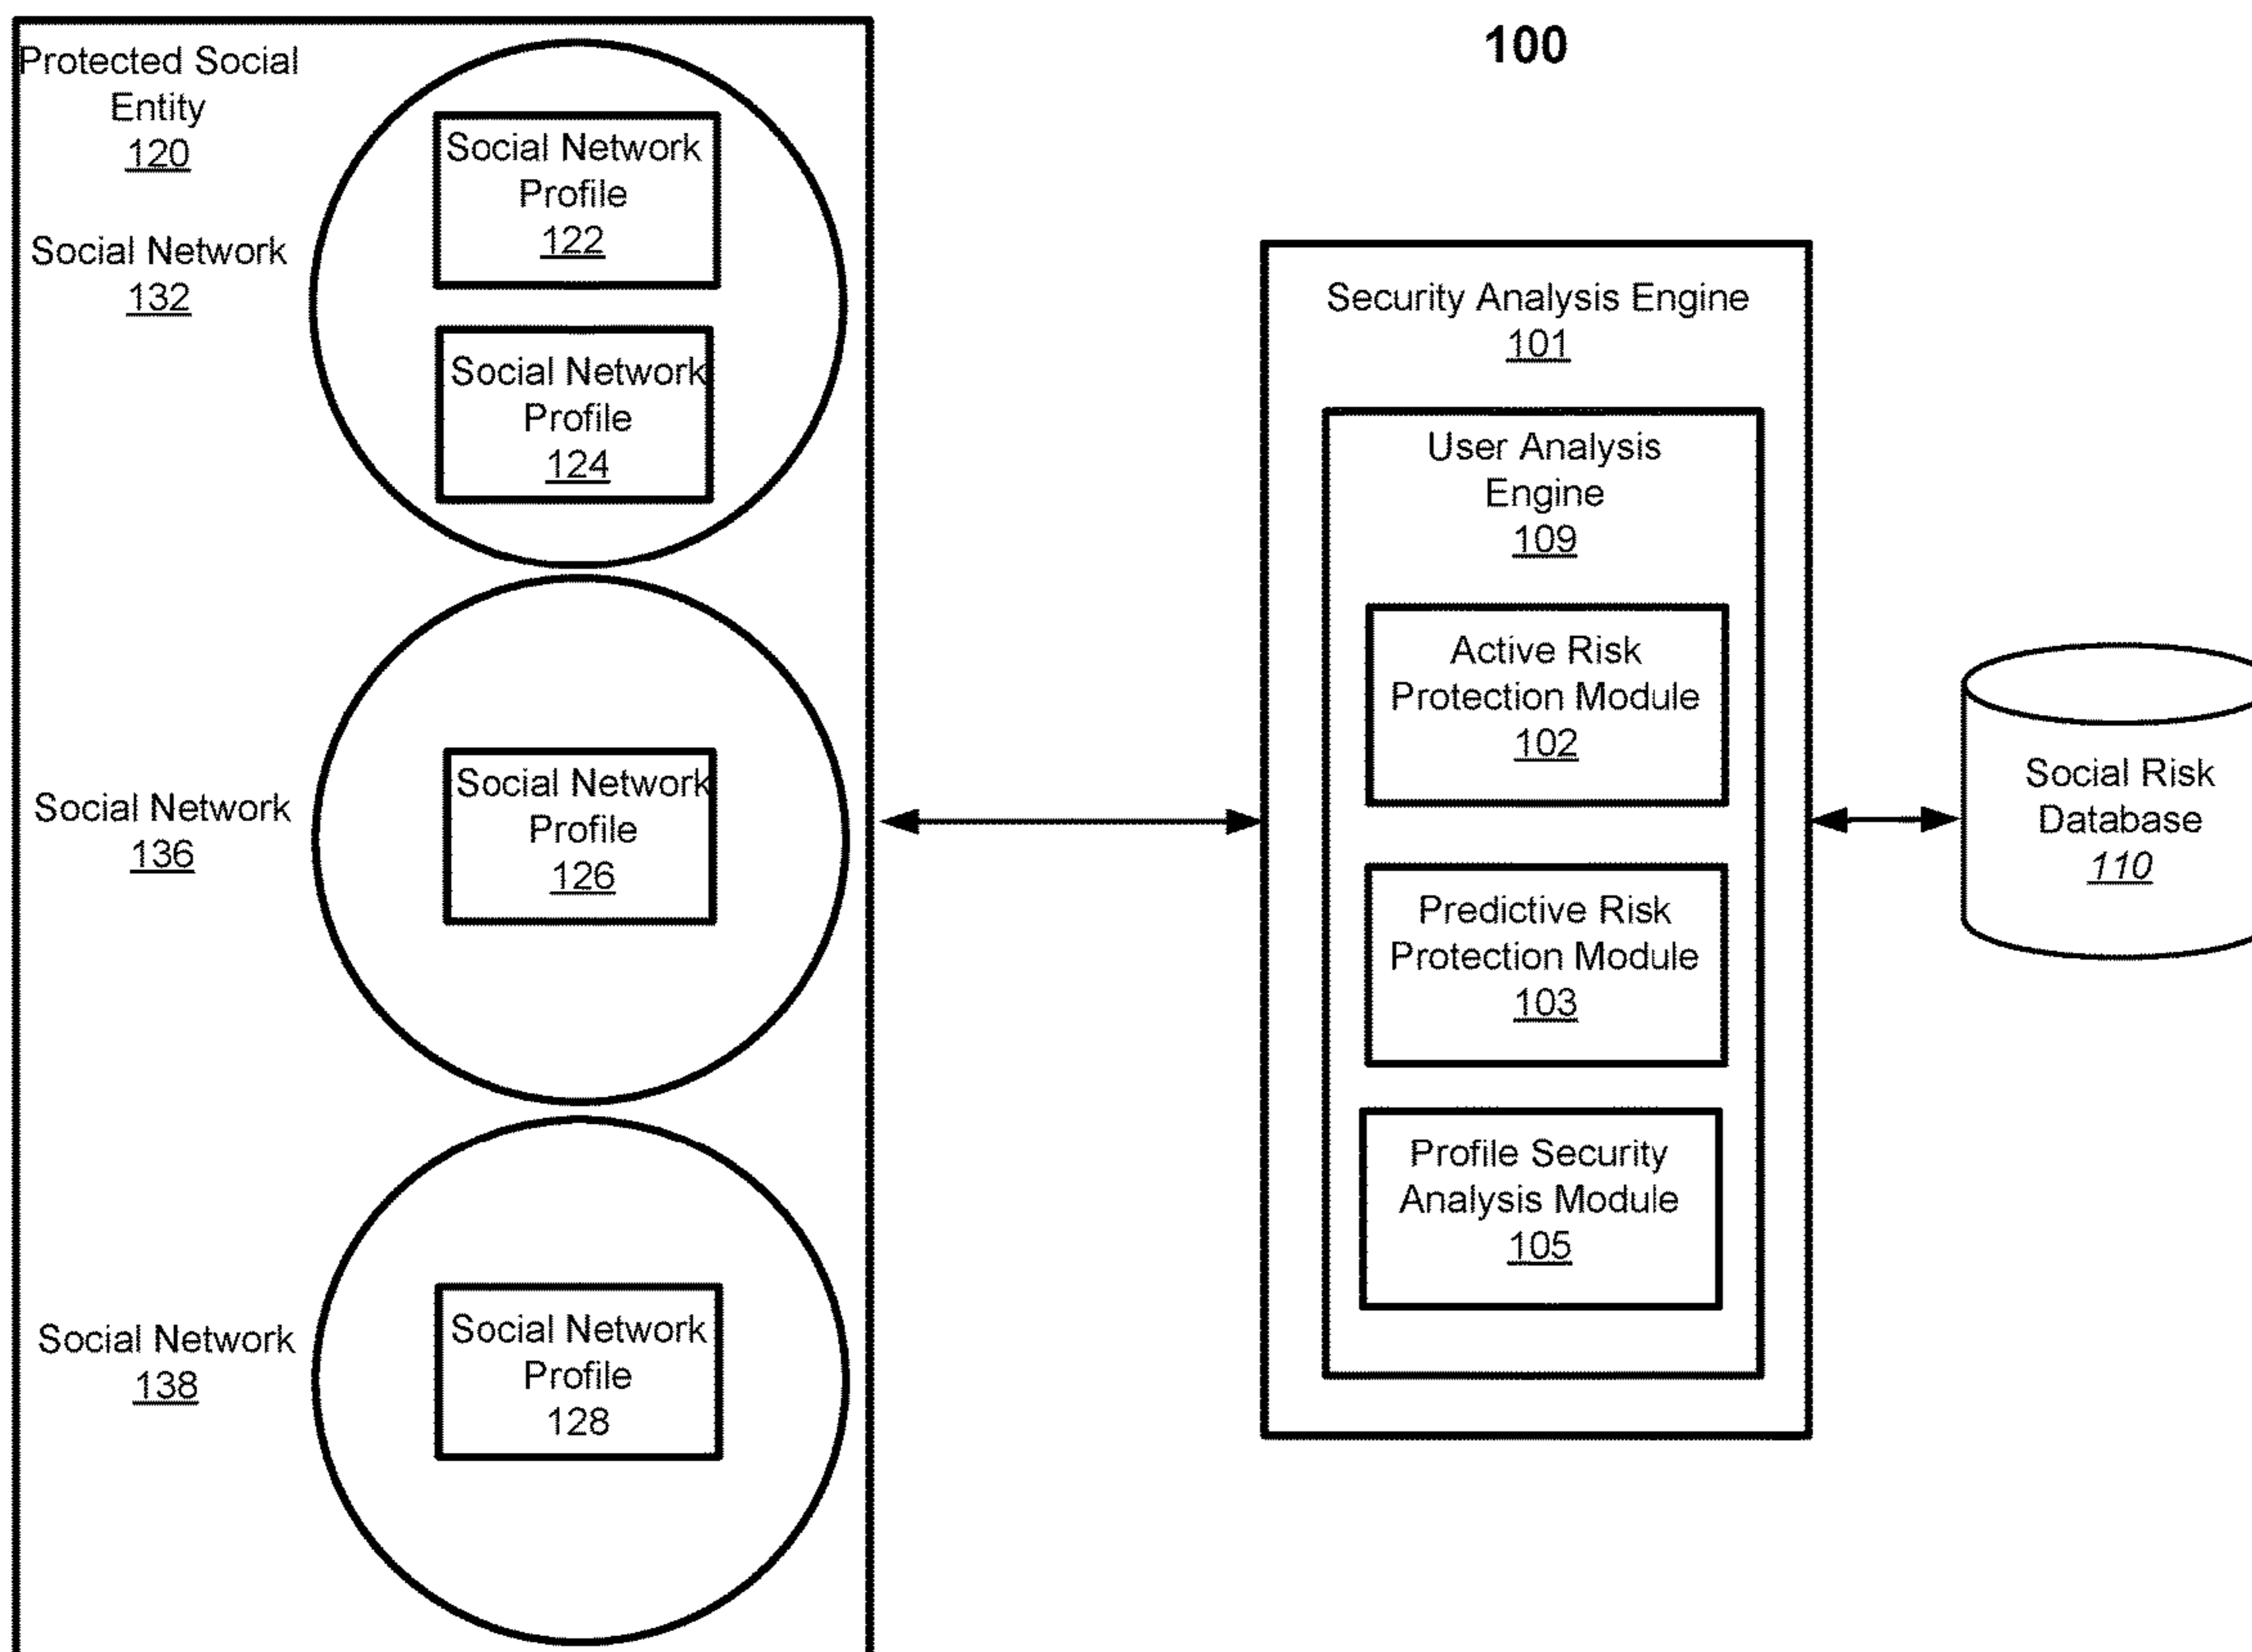 100
Protected Social
Entity
120
Social Network
132
Social Network
Profile
122
Social Network
Profile
124
Social Network
136
Social Network
Profile
126
Social Network
138
Social Network
Profile
128
Security Analysis Engine
101
User Analysis
Engine
109
Active Risk
Protection Module
102
Predictive Risk
Protection Module
103
Profile Security
Analysis Module
105
Social Risk
Database
110